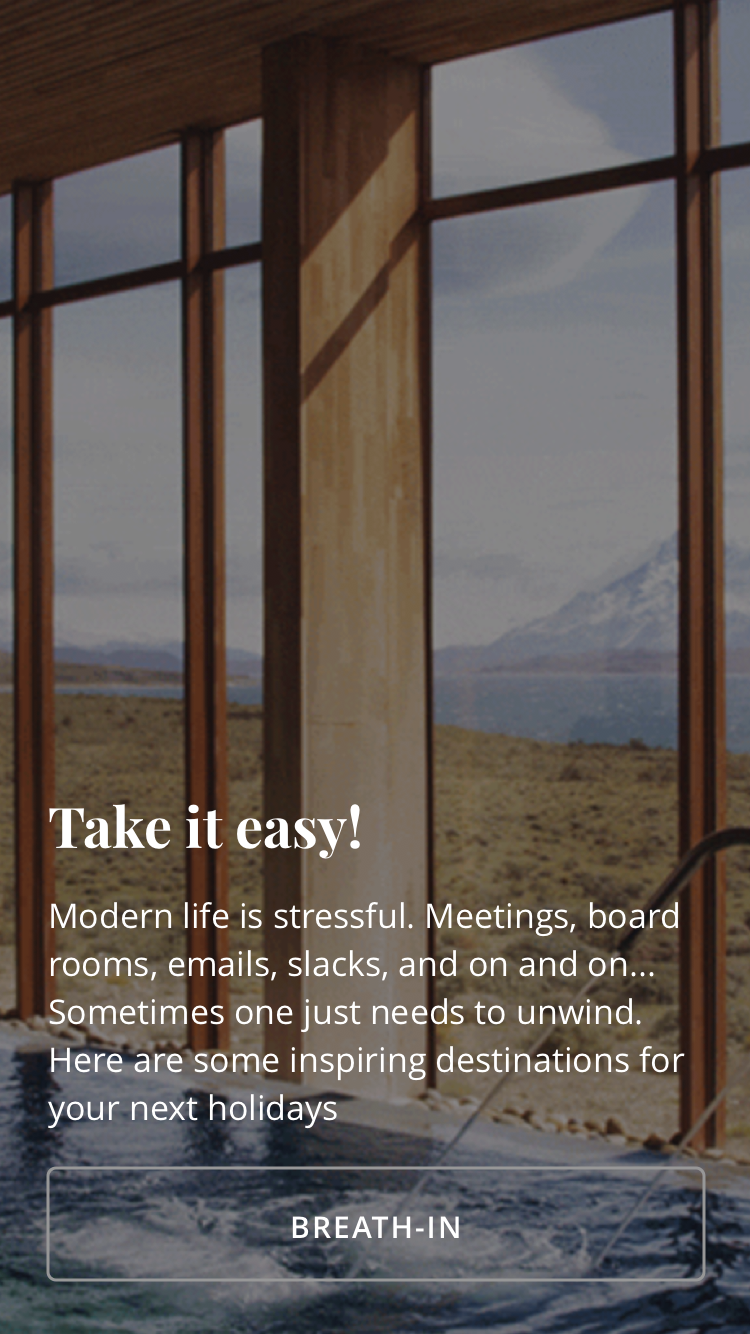 Take it easy!
Modern life is stressful. Meetings, board
rooms, emails, slacks, and on and on...
Sometimes one just needs to unwind.
Here are some inspiring destinations for
your next holidays
BREATH-IN